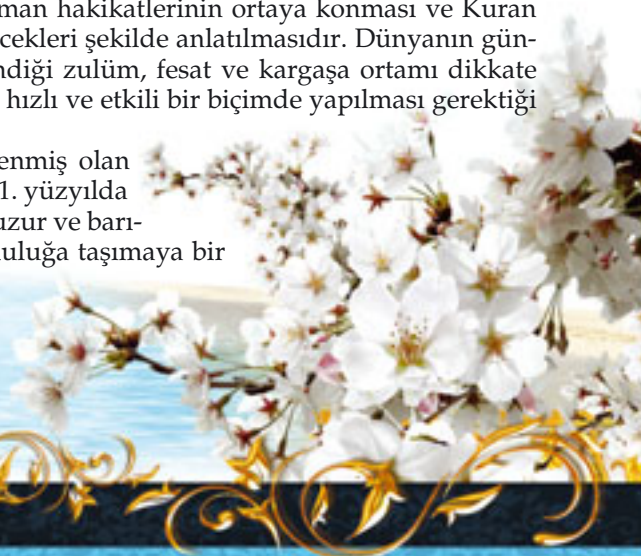 man hakikatlerinin ortaya konması ve Kuran
cekleri şekilde anlatılmasıdır. Dünyanın gün-
ndiği zulüm, fesat ve kargaşa ortamı dikkate
hızlı ve etkili bir biçimde yapılması gerektiği
enmiş olan
1. yüzyılda
uzur ve barı-
luluğa taşımaya bir